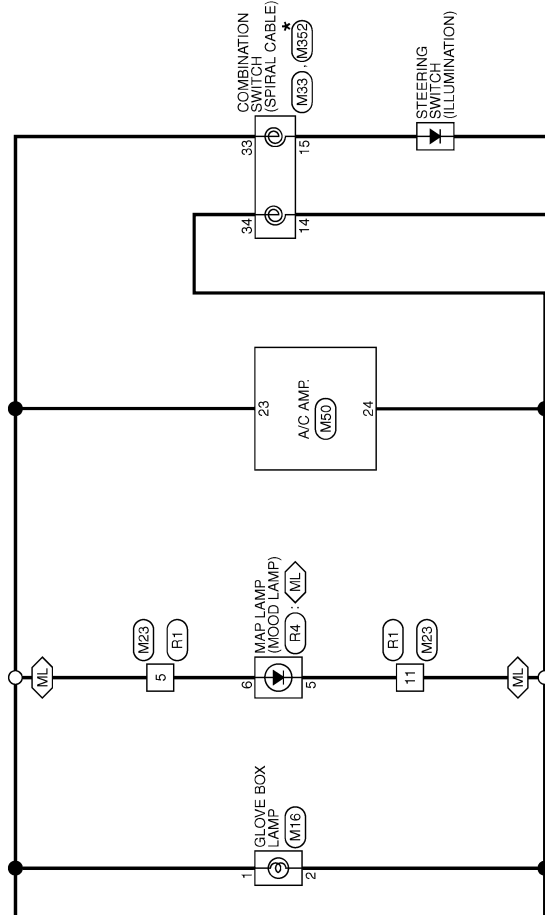 GLOVE BOX
LAMP
M16
1
2
ML
M23
R1
5
MAP LAMP
(MOOD LAMP)
R4 : ML
6
5
R1
M23
11
ML
A/C AMP.
M50
23
24
COMBINATION
SWITCH
(SPIRAL CABLE)
M33 , M352 *
34
33
14
15
STEERING
SWITCH
(ILLUMINATION)